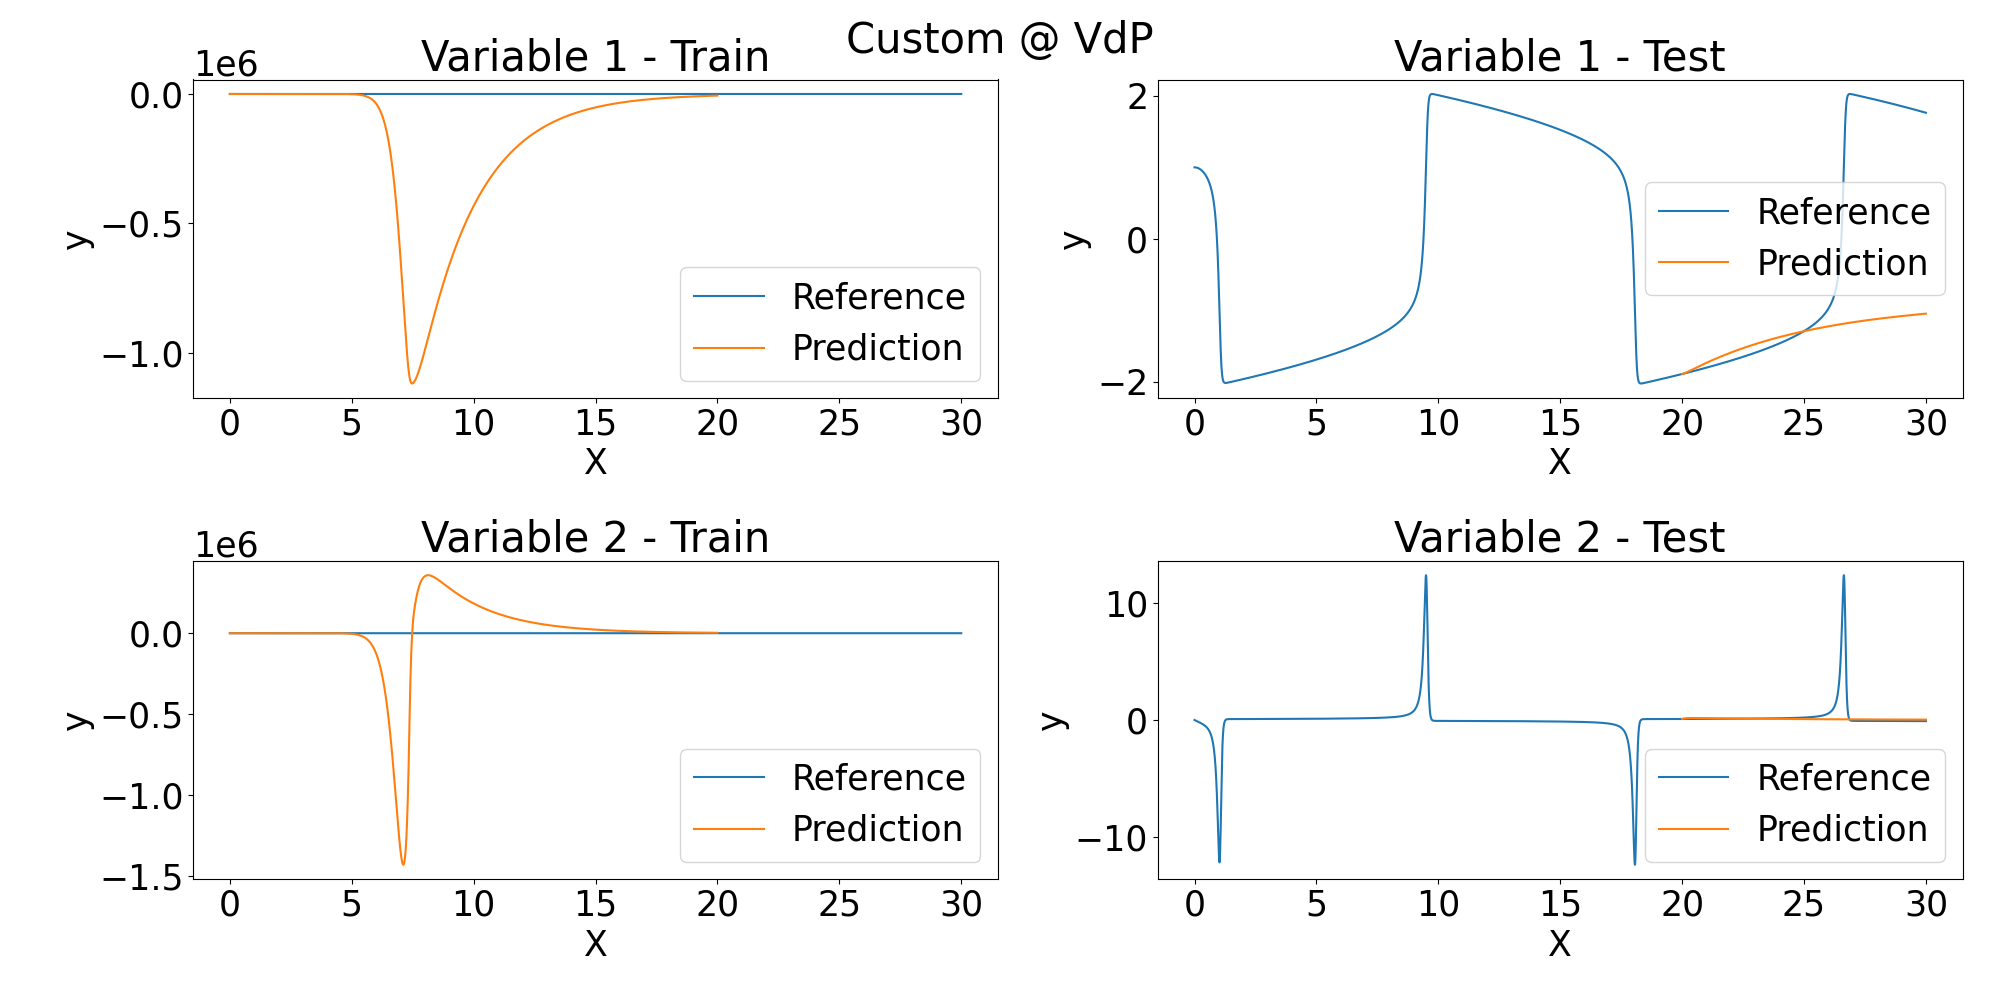 Custom @ VdP
Variable 1 - Train
1e6
0.0
−0.5
−1.0
y
0 5 10 15 20 25 30
X
Reference
Prediction
Variable 1 - Test
2
0
−2
y
0 5 10 15 20 25 30
X
Reference
Prediction
Variable 2 - Train
1e6
0.0
−0.5
−1.0
−1.5
y
0 5 10 15 20 25 30
X
Reference
Prediction
Variable 2 - Test
10
0
−10
y
0 5 10 15 20 25 30
X
Reference
Prediction